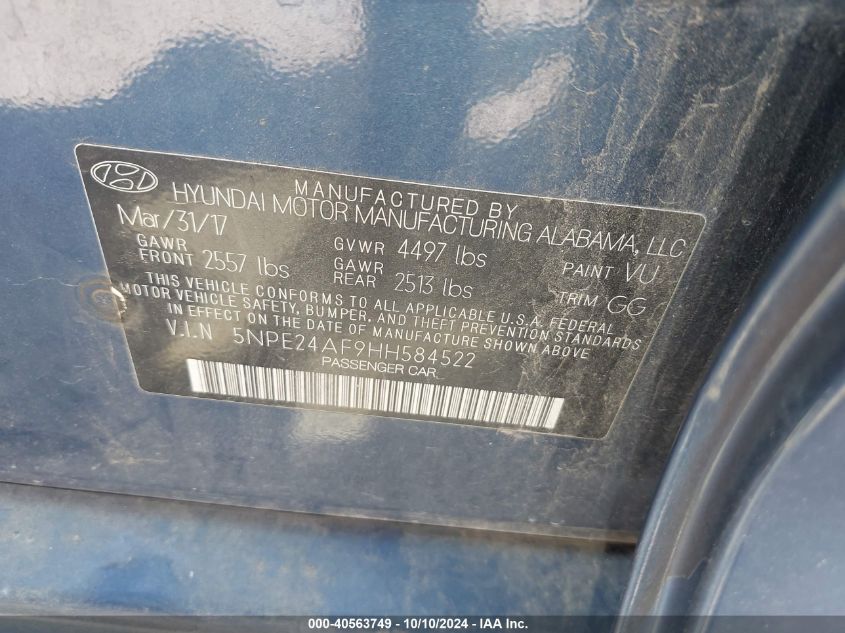 MANUFACTURED BY
HYUNDAI MOTOR MANUFACTURING ALABAMA, LLC
Mar/31/17
GVWR 4497 lbs
PAINT VU
GAWR FRONT 2557 lbs
GAWR REAR 2513 lbs
TRIM GG
THIS VEHICLE CONFORMS TO ALL APPLICABLE U.S.A. FEDERAL
MOTOR VEHICLE SAFETY, BUMPER, AND THEFT PREVENTION STANDARDS
IN EFFECT ON THE DATE OF MANUFACTURE SHOWN ABOVE
V.I.N 5NPE24AF9HH584522
PASSENGER CAR
000-40563749 - 10/10/2024 - IAA Inc.